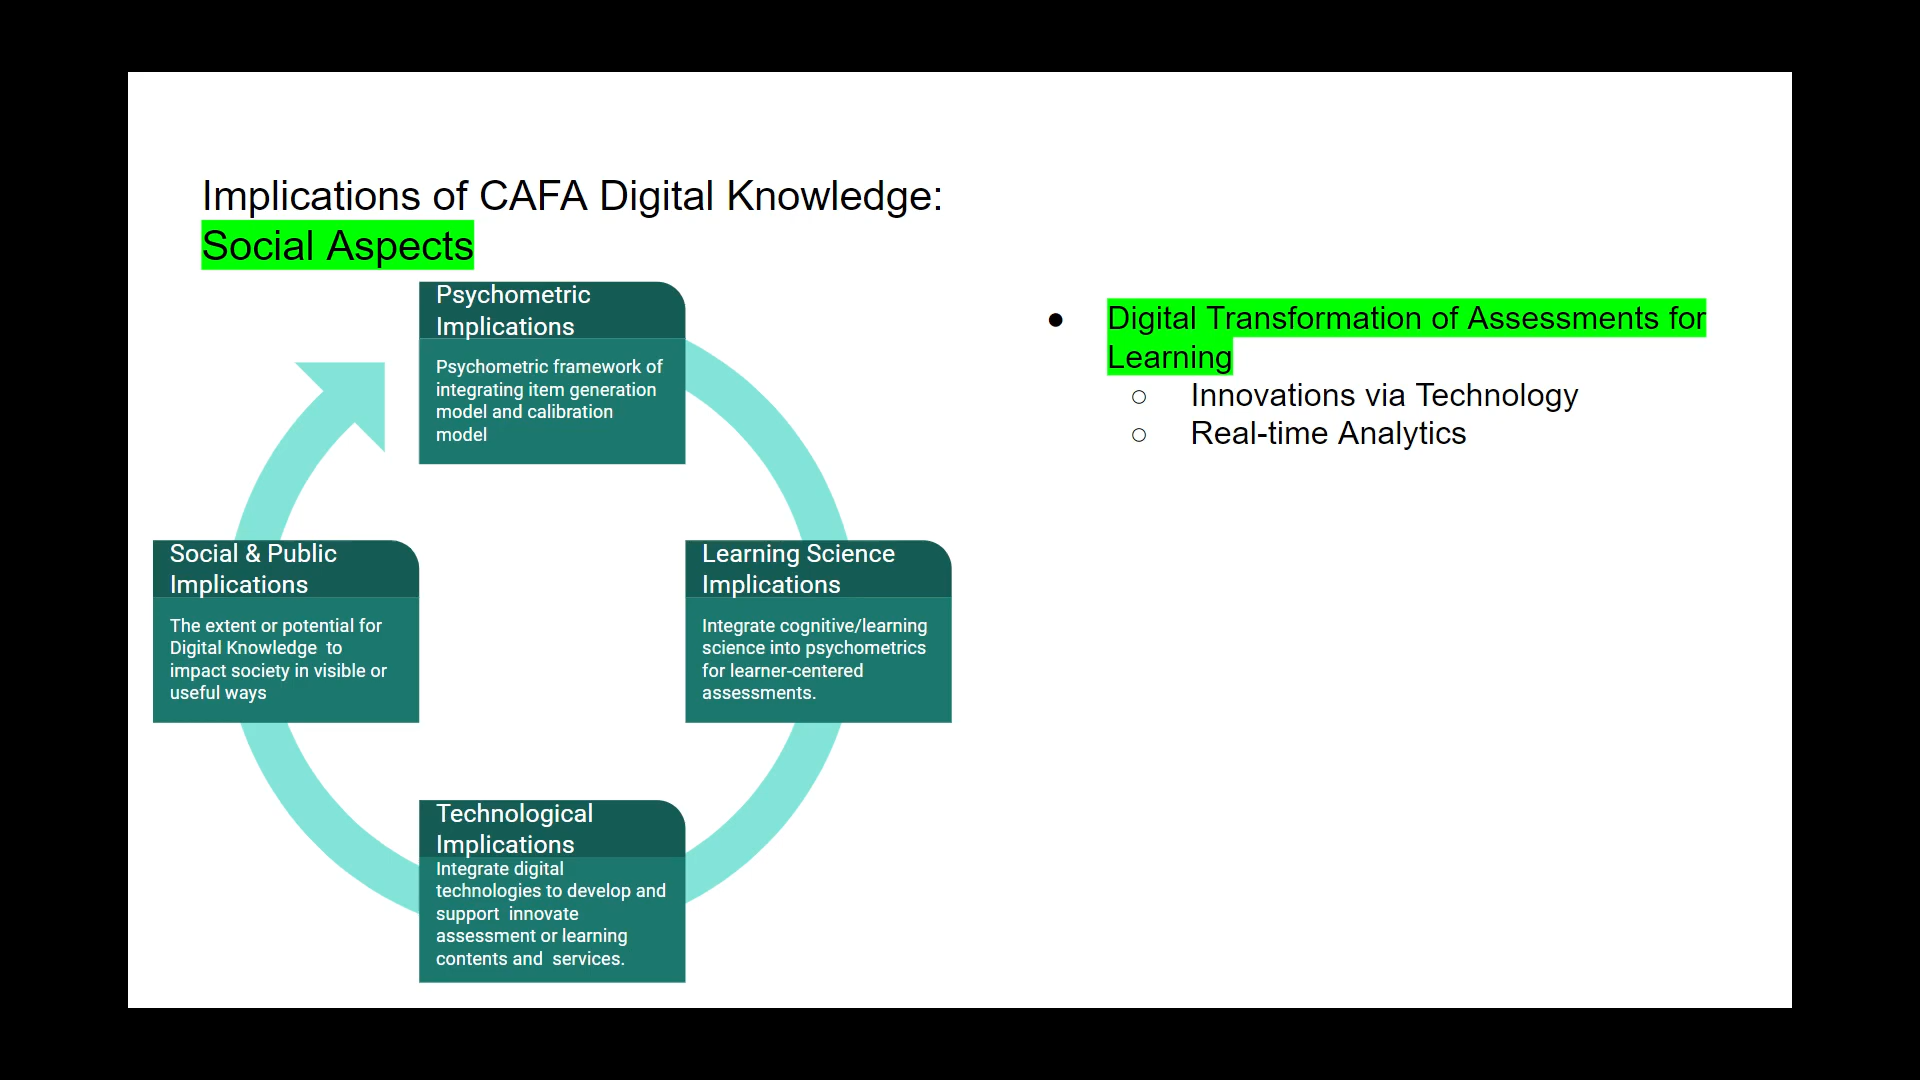 Implications of CAFA Digital Knowledge:
Social Aspects
Psychometric
Implications
Psychometric framework of
integrating item generation
model and calibration
model
Social & Public
Implications
The extent or potential for
Digital Knowledge  to
impact society in visible or
useful ways
Learning Science
Implications
Integrate cognitive/learning
science into psychometrics
for learner-centered
assessments.
Technological
Implications
Integrate digital
technologies to develop and
support  innovate
assessment or learning
contents and  services.
● Digital Transformation of Assessments for
Learning
○ Innovations via Technology
○ Real-time Analytics